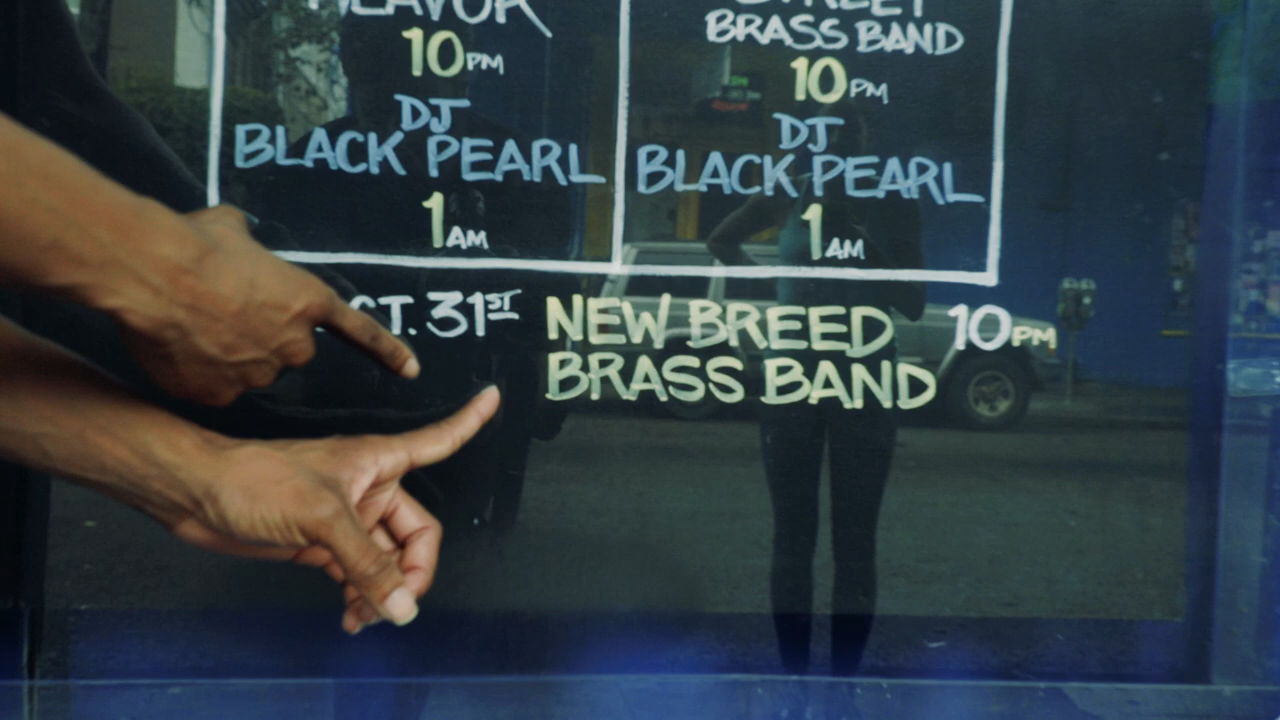 10PM
DJ
BLACK PEARL
1AM
BRASS BAND
10PM
DJ
BLACK PEARL
1AM
CT. 31ST NEW BREED 10PM
BRASS BAND